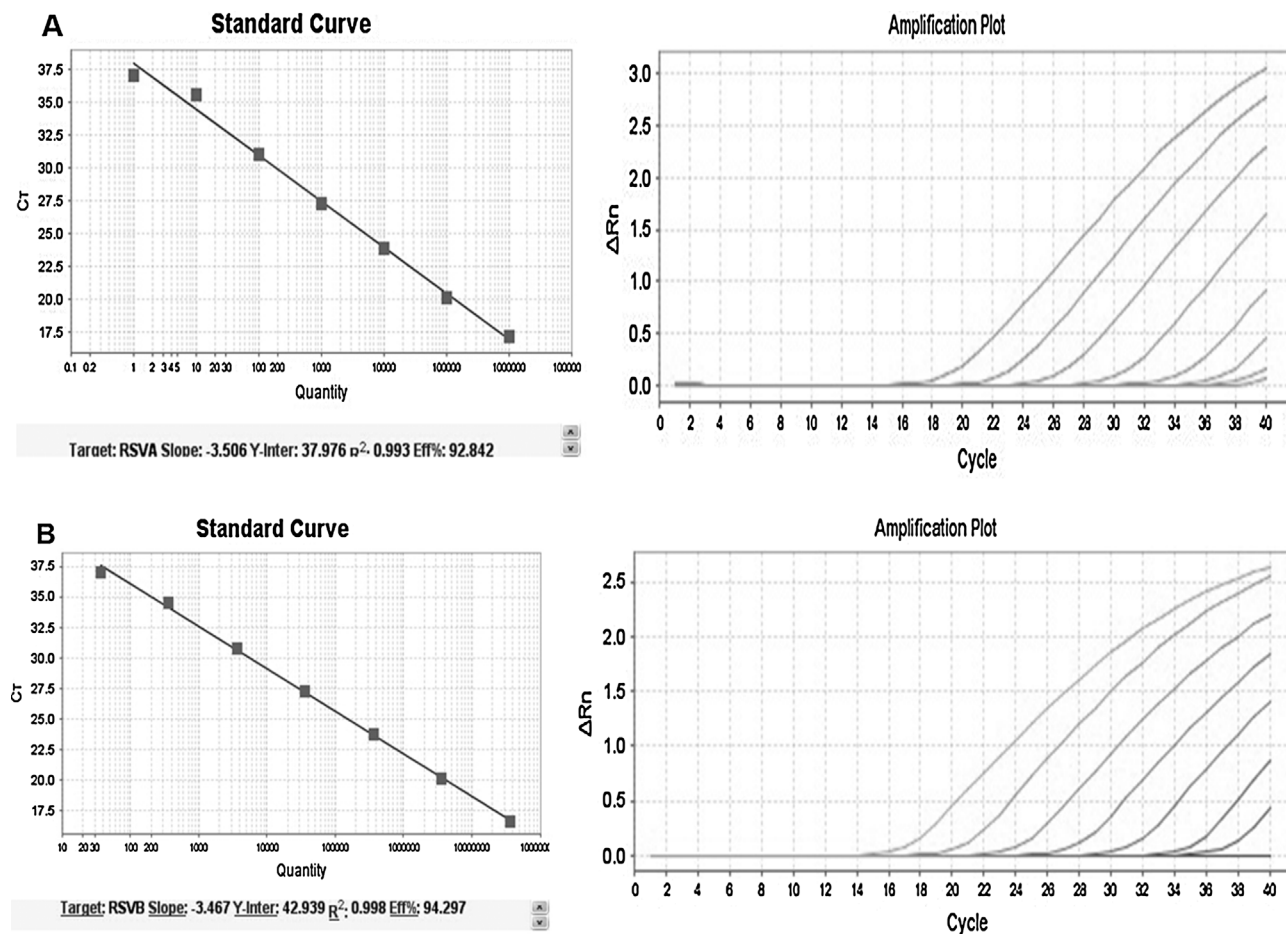 A
Standard Curve
37.5
35.0
32.5
30.0
27.5
25.0
22.5
20.0
17.5
CT
0.1 0.2 1 2 3 4 5 10 20 30 100 200 1000 10000 100000 1000000 100000
Quantity
Target: RSVA Slope: -3.506 Y-Inter: 37.976 R2: 0.993 Eff%: 92.842
Amplification Plot
3.0
2.5
2.0
1.5
1.0
0.5
0.0
ΔRn
0 2 4 6 8 10 12 14 16 18 20 22 24 26 28 30 32 34 36 38 40
Cycle
B
Standard Curve
37.5
35.0
32.5
30.0
27.5
25.0
22.5
20.0
17.5
CT
10 20 30 100 200 1000 10000 100000 1000000 1000000
Quantity
Target: RSVB Slope: -3.467 Y-Inter: 42.939 R2: 0.998 Eff%: 94.297
Amplification Plot
2.5
2.0
1.5
1.0
0.5
0.0
ΔRn
0 2 4 6 8 10 12 14 16 18 20 22 24 26 28 30 32 34 36 38 40
Cycle